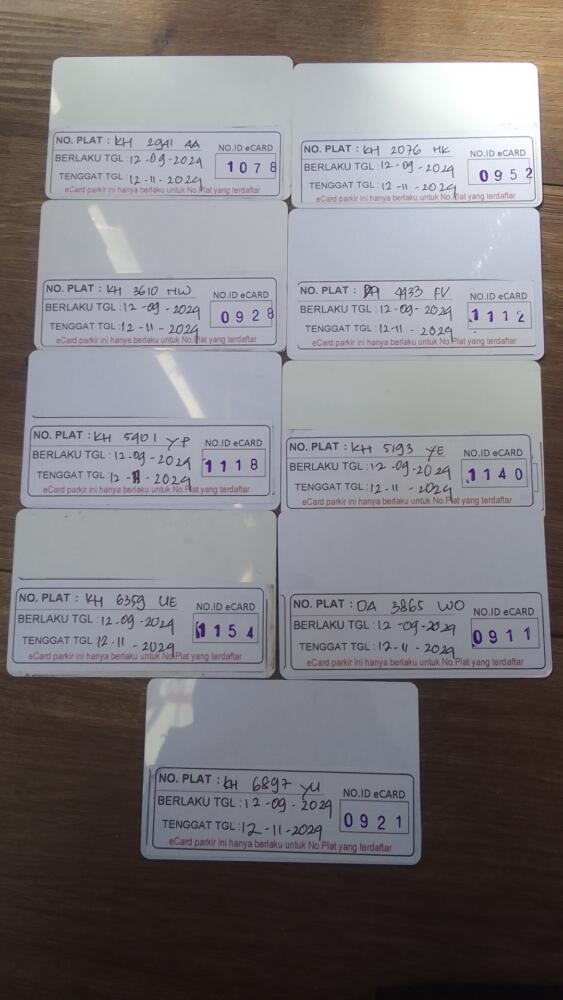 NO. PLAT : KH 2941 AA
NO.ID eCARD
BERLAKU TGL : 12-09-2024
1078
TENGGAT TGL : 12-11-2024
eCard parkir ini hanya berlaku untuk No.Plat yang terdaftar
NO. PLAT : KH 2076 HK
NO.ID eCARD
BERLAKU TGL : 12-09-2024
0952
TENGGAT TGL : 12-11-2024
eCard parkir ini hanya berlaku untuk No.Plat yang terdaftar
NO. PLAT : KH 3610 HW
NO.ID eCARD
BERLAKU TGL : 12-09-2024
0928
TENGGAT TGL : 12-11-2024
eCard parkir ini hanya berlaku untuk No.Plat yang terdaftar
NO. PLAT : DA 4433 FV
NO.ID eCARD
BERLAKU TGL : 12-09-2024
1112
TENGGAT TGL : 12-11-2024
eCard parkir ini hanya berlaku untuk No.Plat yang terdaftar
NO. PLAT : KH 5401 YP
NO.ID eCARD
BERLAKU TGL : 12-09-2024
1118
TENGGAT TGL : 12-11-2024
eCard parkir ini hanya berlaku untuk No.Plat yang terdaftar
NO. PLAT : KH 5193 YE
NO.ID eCARD
BERLAKU TGL : 12-09-2024
1140
TENGGAT TGL : 12-11-2024
eCard parkir ini hanya berlaku untuk No.Plat yang terdaftar
NO. PLAT : KH 6359 UE
NO.ID eCARD
BERLAKU TGL : 12-09-2024
1154
TENGGAT TGL : 12-11-2024
eCard parkir ini hanya berlaku untuk No.Plat yang terdaftar
NO. PLAT : DA 3865 WO
NO.ID eCARD
BERLAKU TGL : 12-09-2024
0911
TENGGAT TGL : 12-11-2024
eCard parkir ini hanya berlaku untuk No.Plat yang terdaftar
NO. PLAT : KH 6897 YU
NO.ID eCARD
BERLAKU TGL : 12-09-2024
0921
TENGGAT TGL : 12-11-2024
eCard parkir ini hanya berlaku untuk No.Plat yang terdaftar